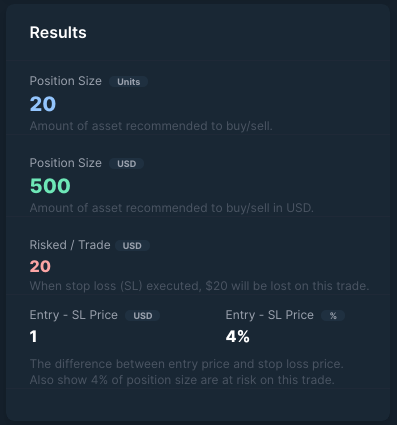 Results
Position Size Units
20
Amount of asset recommended to buy/sell.
Position Size USD
500
Amount of asset recommended to buy/sell in USD.
Risked / Trade USD
20
When stop loss (SL) executed, $20 will be lost on this trade.
Entry - SL Price USD
1
Entry - SL Price %
4%
The difference between entry price and stop loss price.
Also show 4% of position size are at risk on this trade.